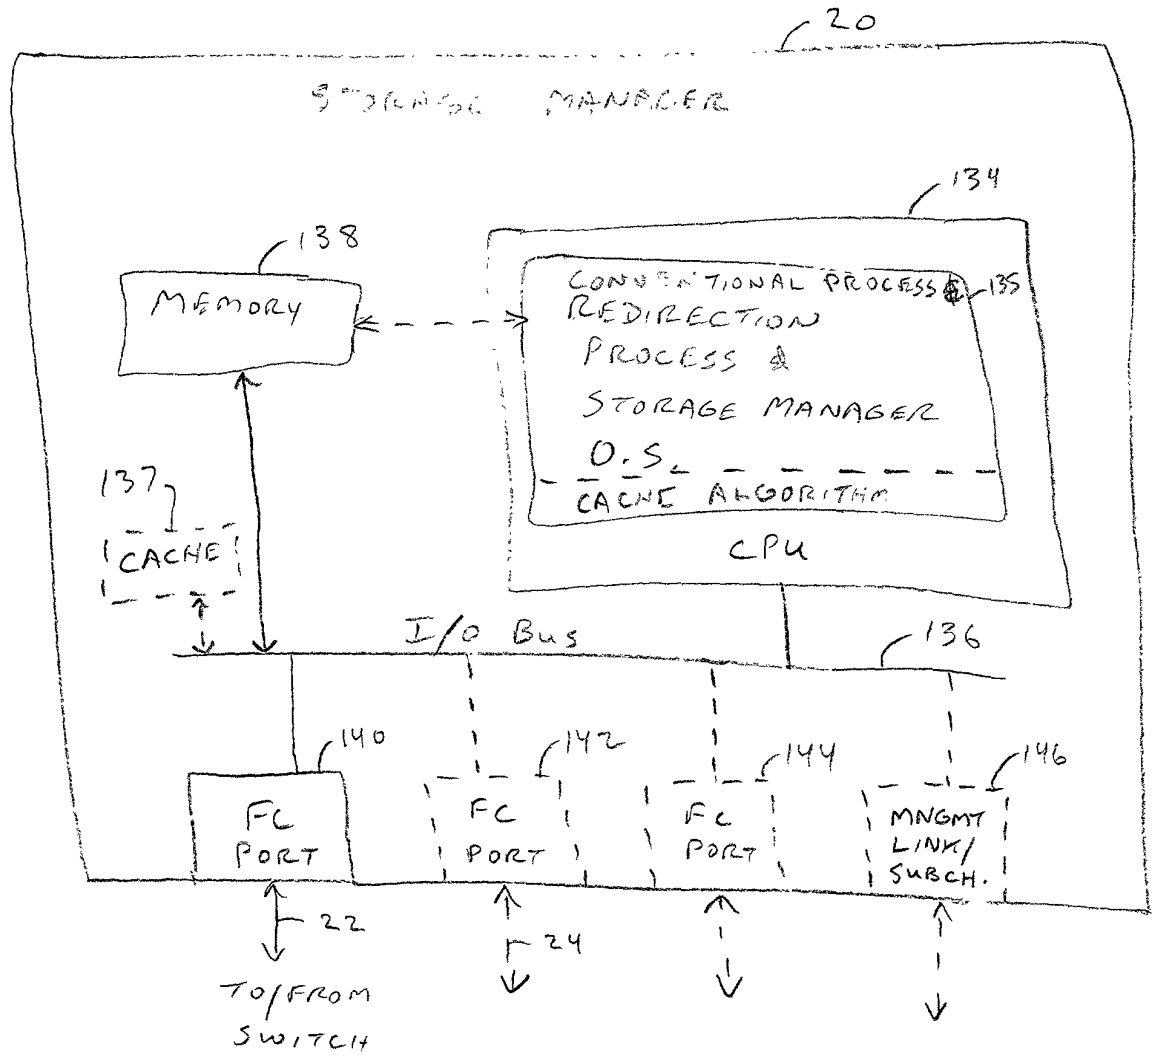 20
STORAGE MANAGER
134
138
MEMORY
CONVENTIONAL PROCESS &
135
REDIRECTION
PROCESS &
STORAGE MANAGER
O.S.
CACHE ALGORITHM
CPU
137
CACHE
I/O Bus
136
140
142
144
146
FC
PORT
FC
PORT
FC
PORT
MNGMT
LINK/
SUBCH.
22
24
TO/FROM
SWITCH